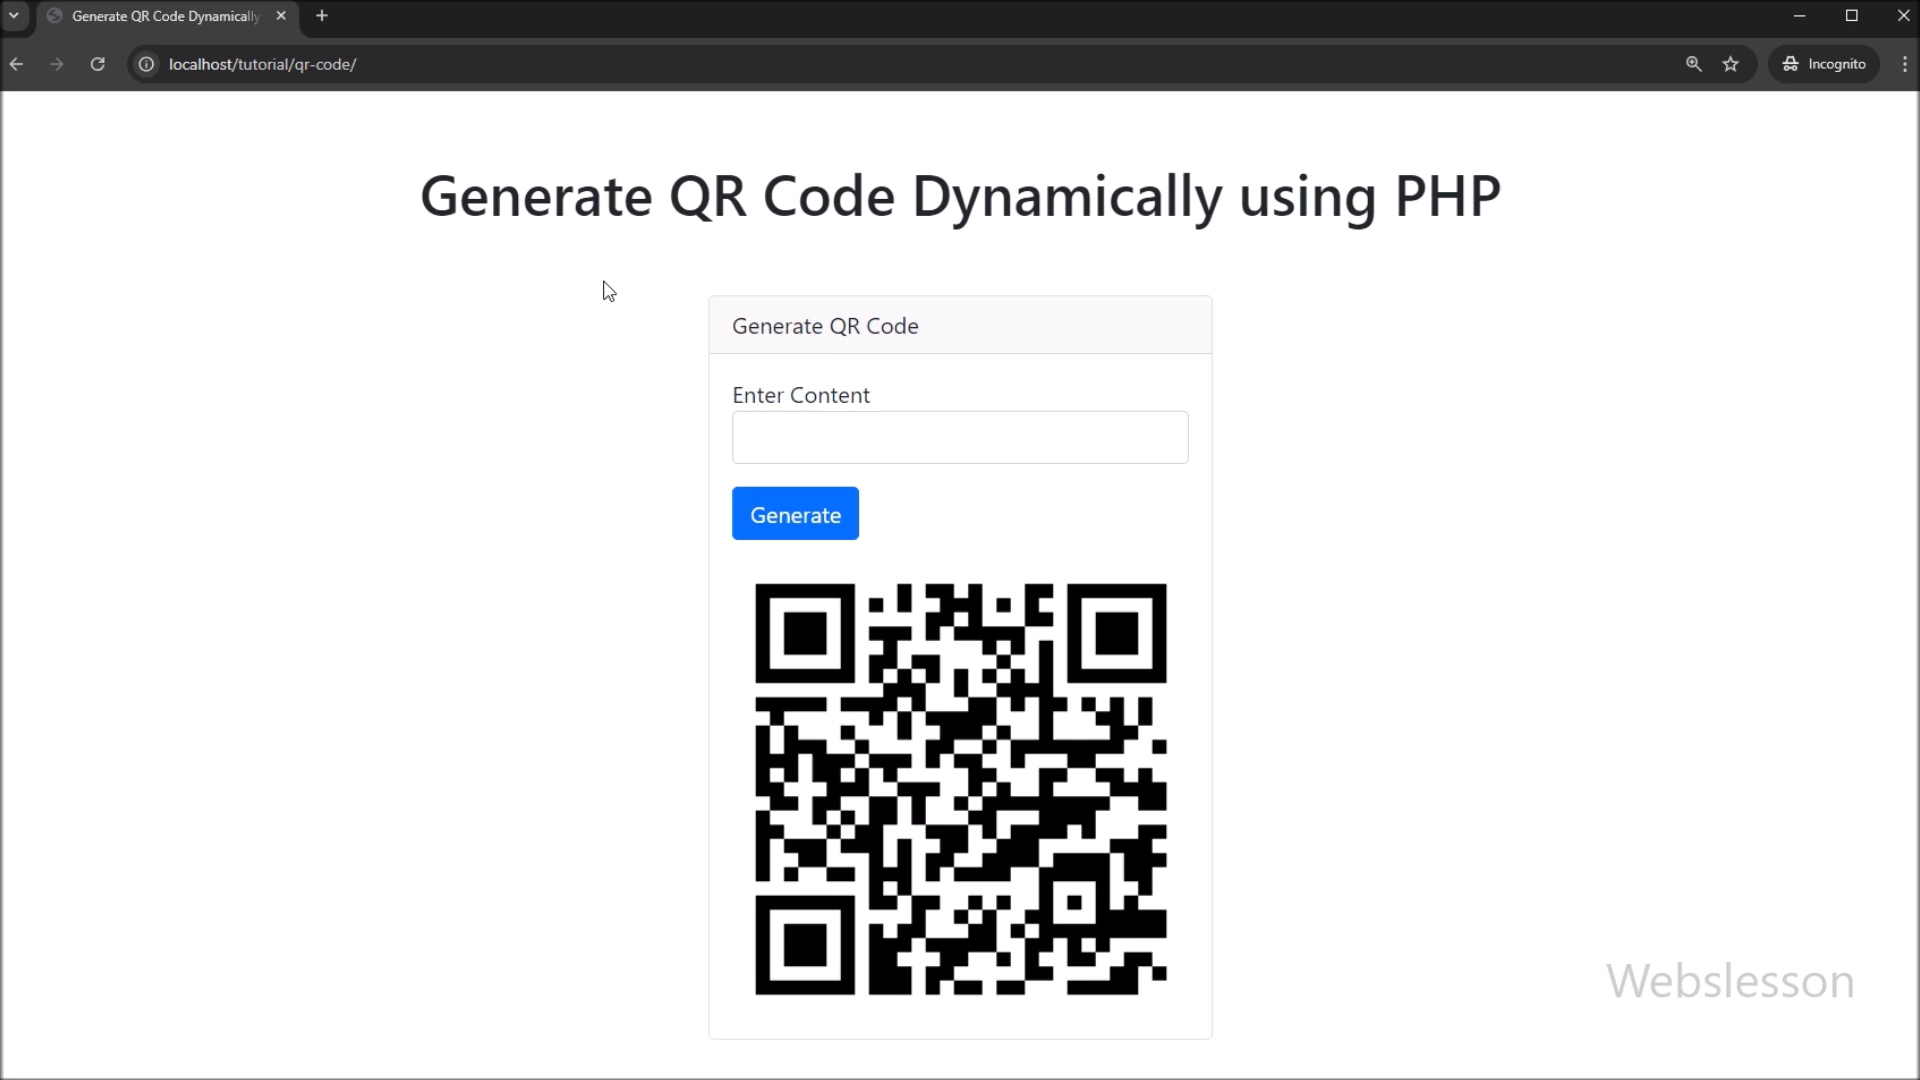 Generate QR Code Dynamically
localhost/tutorial/qr-code/
Incognito
Generate QR Code Dynamically using PHP
Generate QR Code
Enter Content
Generate
Webslesson